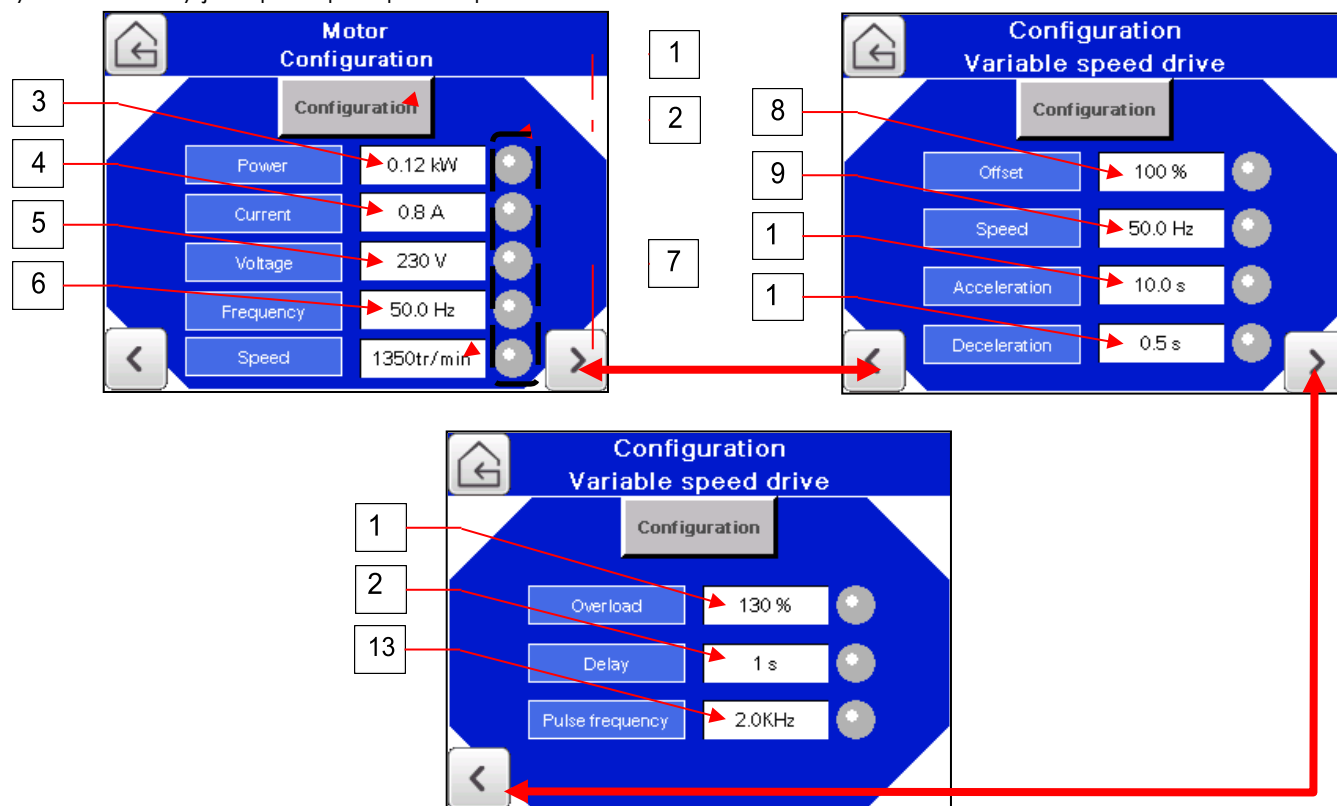 Motor
Configuration
Configuration
3
4
5
6
Power
0.12 kW
Current
0.8 A
Voltage
230 V
Frequency
50.0 Hz
Speed
1350tr/min
1
2
7
Configuration
Variable speed drive
Configuration
8
9
1
1
Offset
100 %
Speed
50.0 Hz
Acceleration
10.0 s
Deceleration
0.5 s
Configuration
Variable speed drive
Configuration
1
2
13
Overload
130 %
Delay
1 s
Pulse frequency
2.0KHz